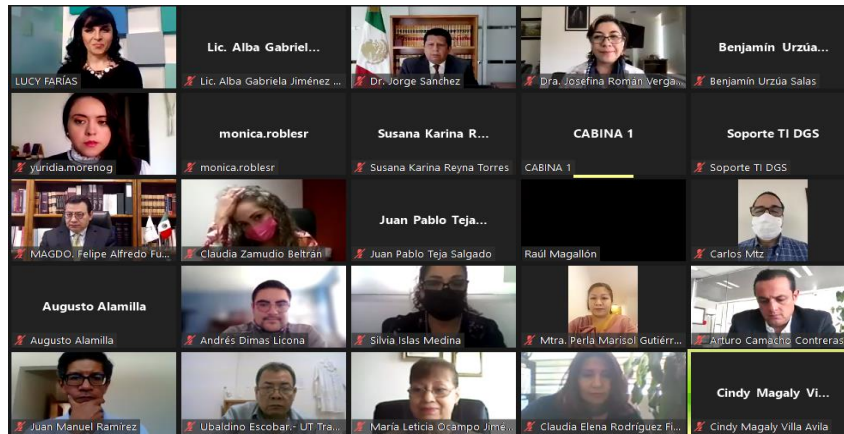 LUCY FARÍAS
Lic. Alba Gabriel...
Lic. Alba Gabriela Jiménez ...
Dr. Jorge Sanchez
Dra. Josefina Román Verga...
Benjamín Urzúa...
Benjamín Urzúa Salas
yuridia.morenog
monica.roblesr
monica.roblesr
Susana Karina R...
Susana Karina Reyna Torres
CABINA 1
CABINA 1
Soporte TI DGS
Soporte TI DGS
MAGDO. Felipe Alfredo Fu...
Claudia Zamudio Beltrán
Juan Pablo Teja...
Juan Pablo Teja Salgado
Raúl Magallón
Carlos Mtz
Augusto Alamilla
Augusto Alamilla
Andrés Dimas Licona
Silvia Islas Medina
Mtra. Perla Marisol Gutiérr...
Arturo Camacho Contreras
Juan Manuel Ramírez
Ubaldino Escobar.- UT Tra...
María Leticia Ocampo Jime...
Claudia Elena Rodríguez Fi...
Cindy Magaly Vi...
Cindy Magaly Villa Avila